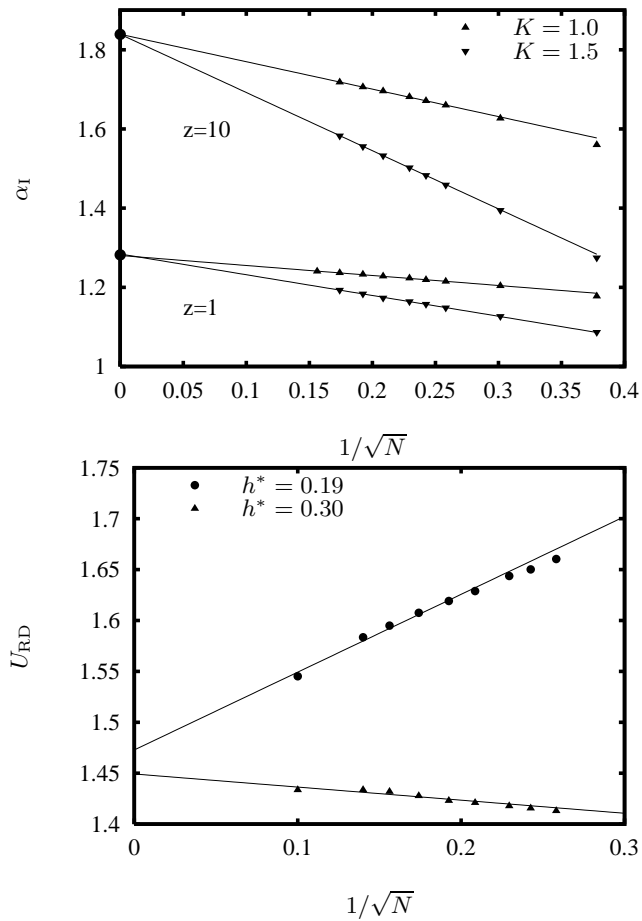 K = 1.0
K = 1.5
1.8
1.6
1.4
1.2
1
α_I
z=10
z=1
0 0.05 0.1 0.15 0.2 0.25 0.3 0.35 0.4
1/√N
1.75
1.7
1.65
1.6
1.55
1.5
1.45
1.4
U_RD
h* = 0.19
h* = 0.30
0 0.1 0.2 0.3
1/√N